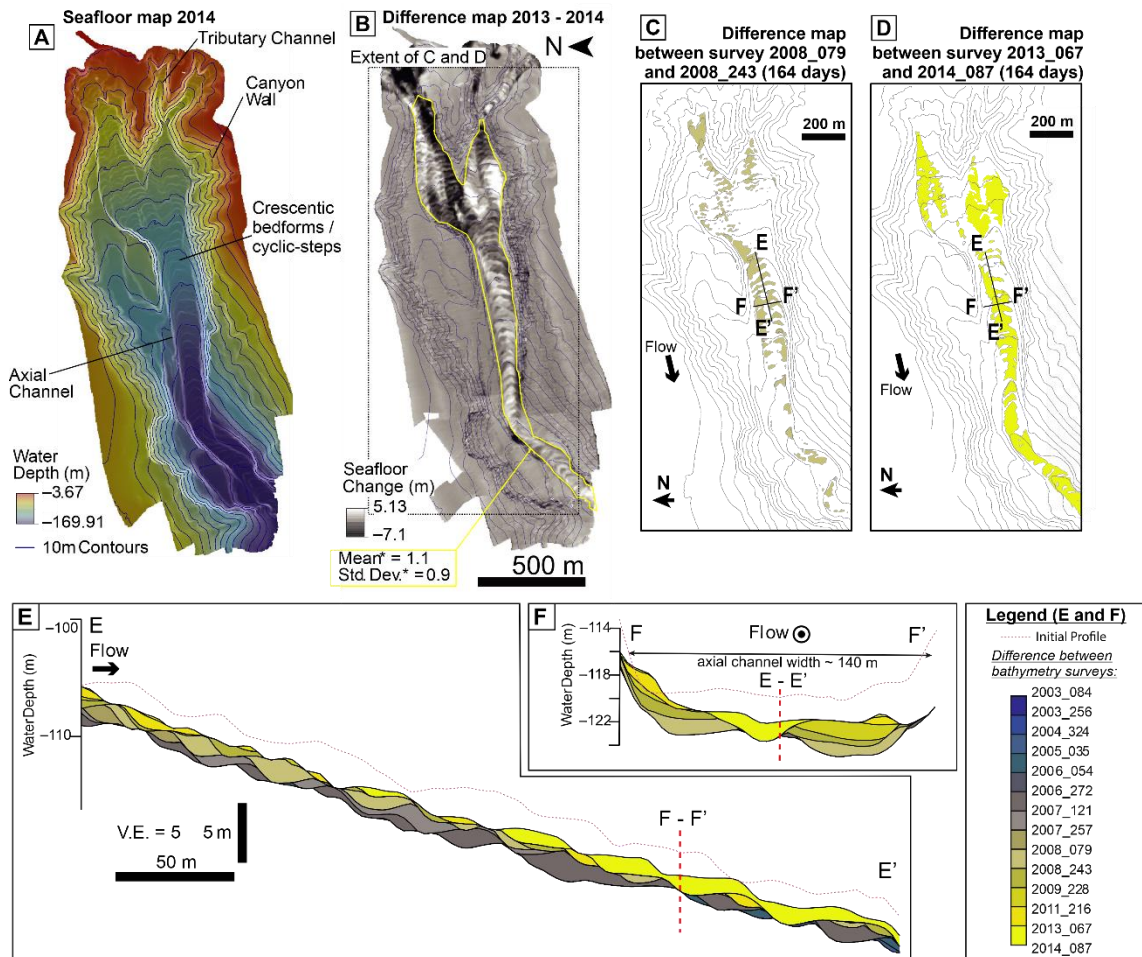 A
Seafloor map 2014
Tributary Channel
Canyon
Wall
Crescentic
bedforms /
cyclic-steps
Axial
Channel
Water
Depth (m)
−3.67
−169.91
10m Contours
B
Difference map 2013 - 2014
N
Extent of C and D
Seafloor
Change (m)
5.13
−7.1
Mean* = 1.1
Std. Dev.* = 0.9
500 m
C
Difference map
between survey 2008_079
and 2008_243 (164 days)
200 m
E
F
F'
E'
Flow
N
D
Difference map
between survey 2013_067
and 2014_087 (164 days)
200 m
E
F
F'
E'
Flow
N
E
−100
E
Flow
WaterDepth (m)
−110
V.E. = 5
5 m
50 m
F - F'
E'
F
−114
F
Flow
F'
axial channel width ~ 140 m
E - E'
WaterDepth (m)
−118
−122
Legend (E and F)
Initial Profile
Difference between
bathymetry surveys:
2003_084
2003_256
2004_324
2005_035
2006_054
2006_272
2007_121
2007_257
2008_079
2008_243
2009_228
2011_216
2013_067
2014_087